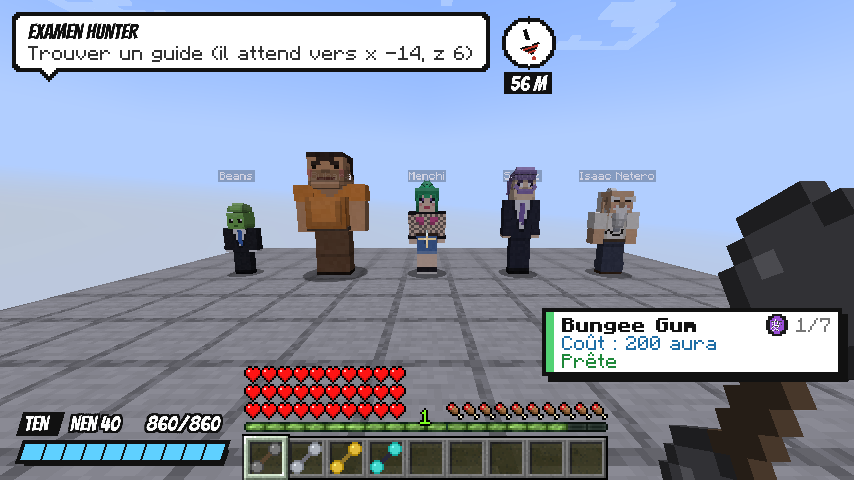 EXAMEN HUNTER
Trouver un guide (il attend vers x -14, z 6)
56 M
Beans
Menchi
Isaac Netero
Bungee Gum
1/7
Coût : 200 aura
Prête
TEN
NEN 40
860/860
1